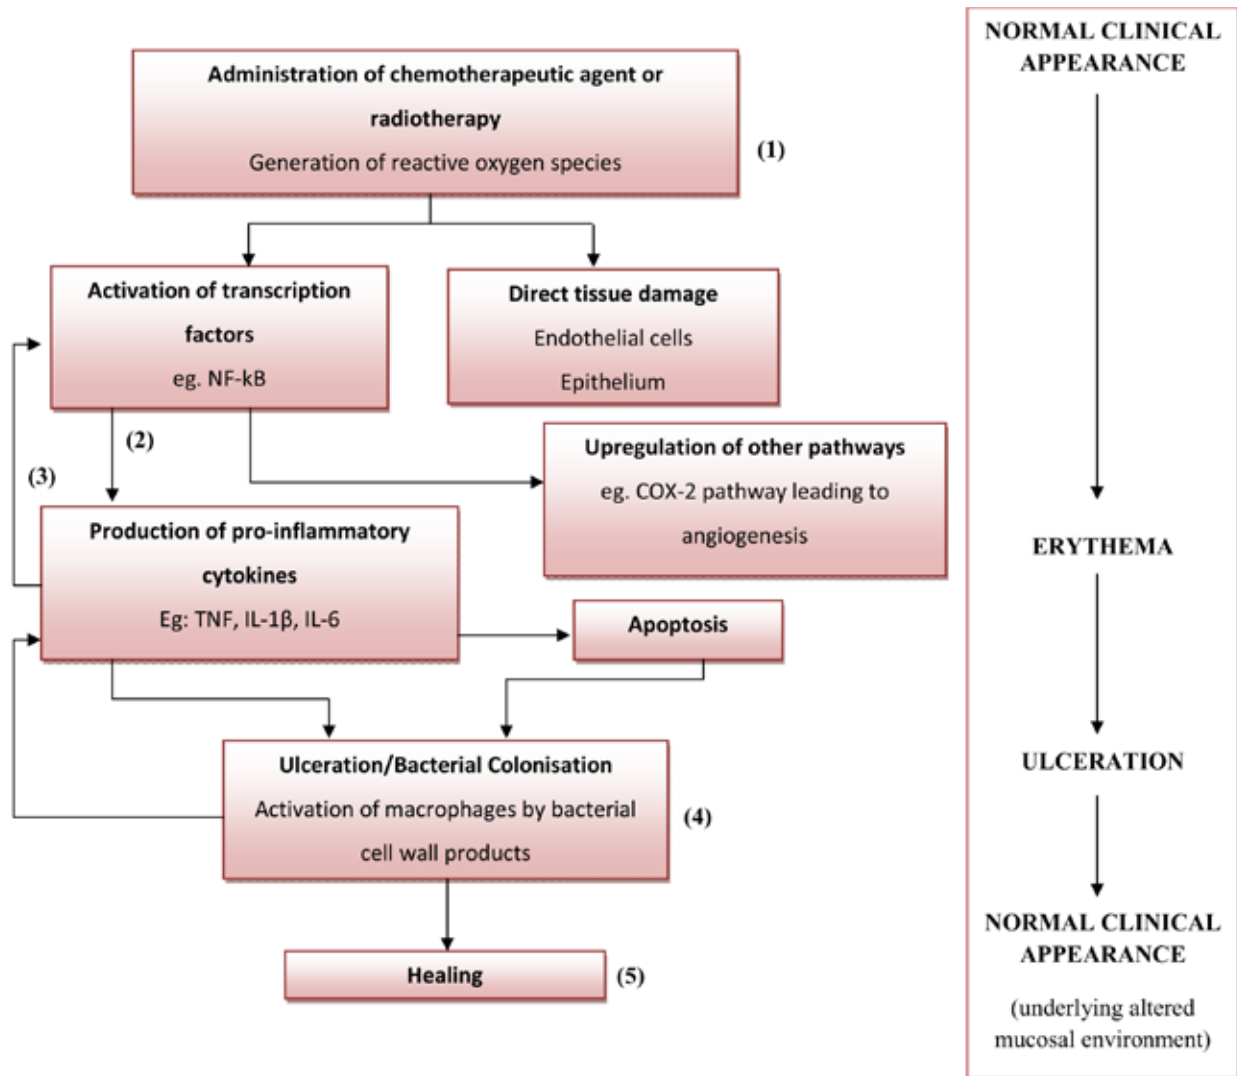 Administration of chemotherapeutic agent or
radiotherapy
Generation of reactive oxygen species
(1)
Activation of transcription
factors
eg. NF-kB
Direct tissue damage
Endothelial cells
Epithelium
(2)
(3)
Upregulation of other pathways
eg. COX-2 pathway leading to
angiogenesis
Production of pro-inflammatory
cytokines
Eg: TNF, IL-1β, IL-6
Apoptosis
Ulceration/Bacterial Colonisation
Activation of macrophages by bacterial
cell wall products
(4)
Healing
(5)
NORMAL CLINICAL
APPEARANCE
ERYTHEMA
ULCERATION
NORMAL CLINICAL
APPEARANCE
(underlying altered
mucosal environment)